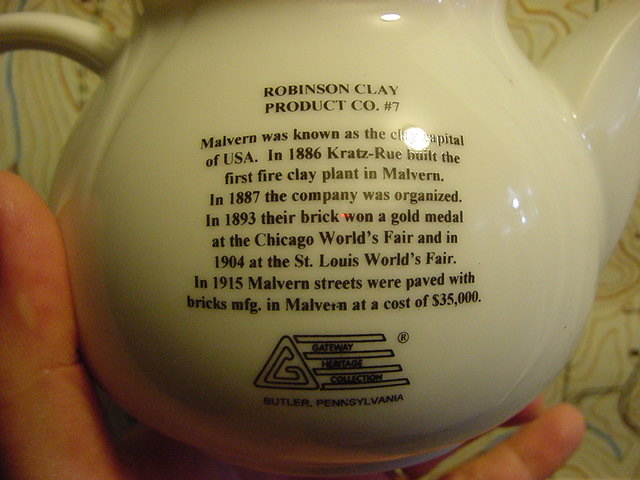 ROBINSON CLAY
PRODUCT CO. #7
Malvern was known as the clay capital
of USA. In 1886 Kratz-Rue built the
first fire clay plant in Malvern.
In 1887 the company was organized.
In 1893 their brick won a gold medal
at the Chicago World's Fair and in
1904 at the St. Louis World's Fair.
In 1915 Malvern streets were paved with
bricks mfg. in Malvern at a cost of $35,000.
GATEWAY ®
HERITAGE
COLLECTION
BUTLER, PENNSYLVANIA